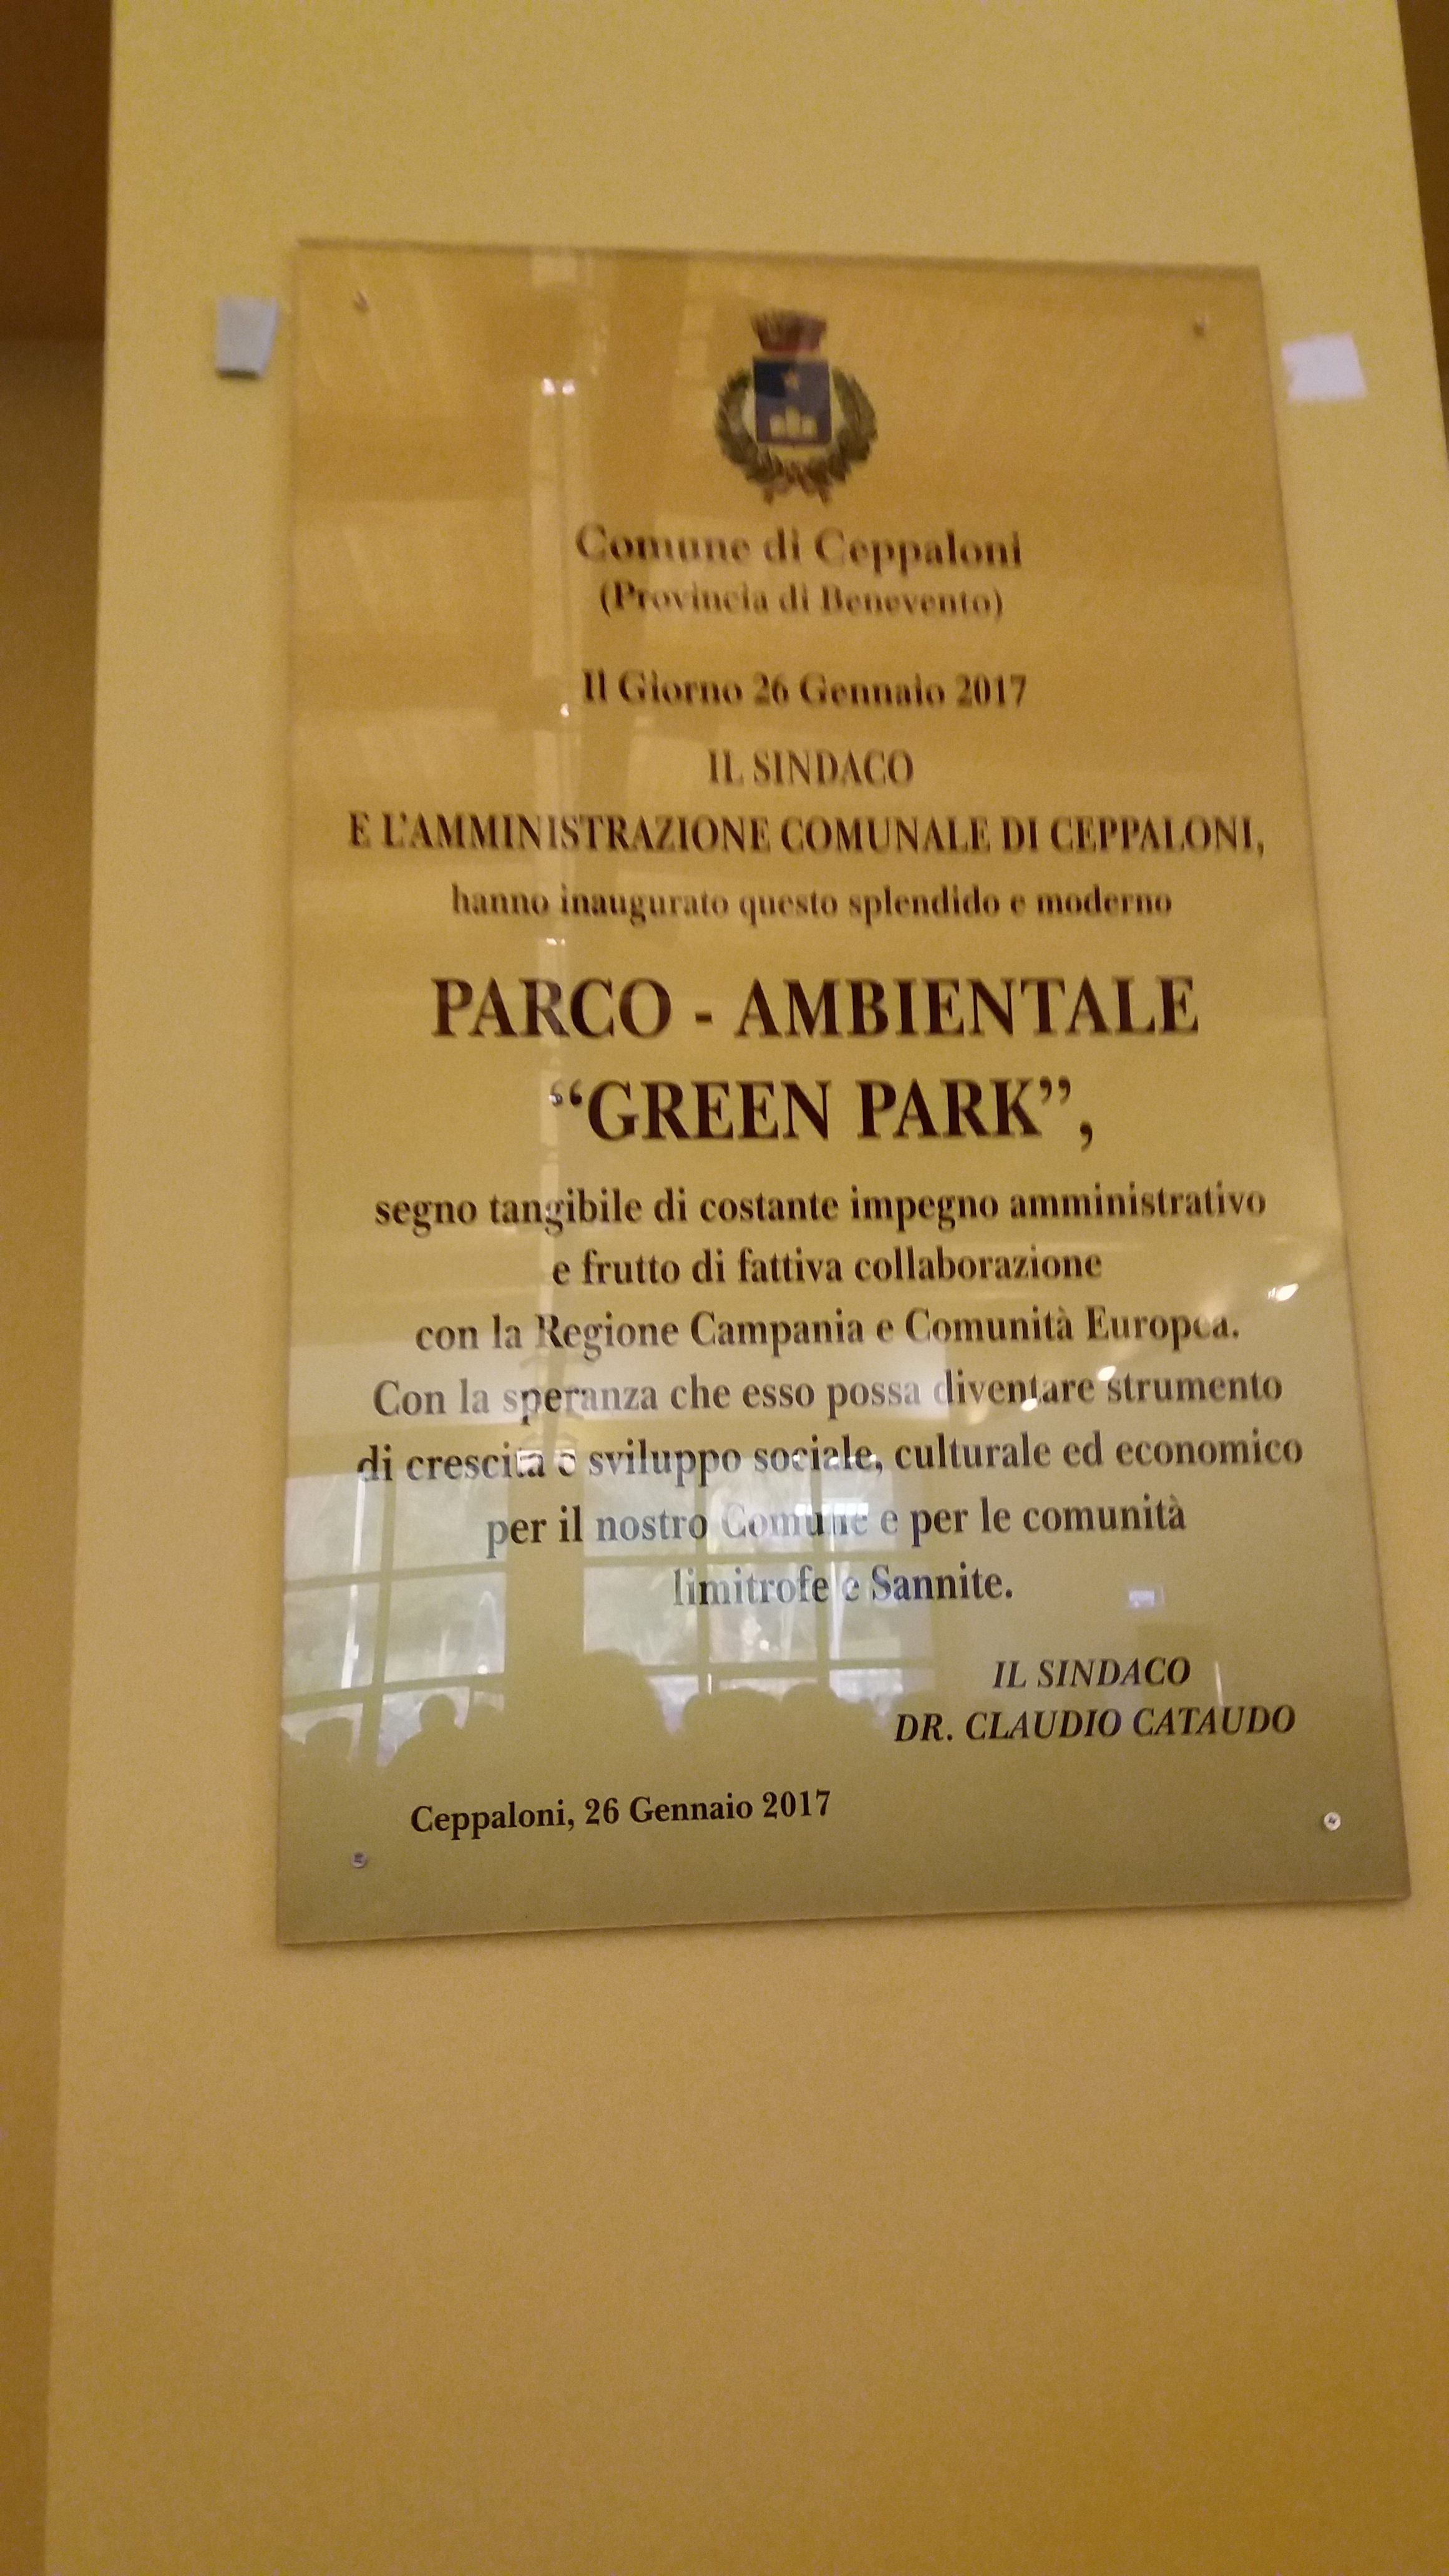 Comune di Ceppaloni
(Provincia di Benevento)
Il Giorno 26 Gennaio 2017
IL SINDACO
E L'AMMINISTRAZIONE COMUNALE DI CEPPALONI,
hanno inaugurato questo splendido e moderno
PARCO - AMBIENTALE
“GREEN PARK”,
segno tangibile di costante impegno amministrativo
e frutto di fattiva collaborazione
con la Regione Campania e Comunità Europea.
Con la speranza che esso possa diventare strumento
di crescita e sviluppo sociale, culturale ed economico
per il nostro Comune e per le comunità
limitrofe e Sannite.
IL SINDACO
DR. CLAUDIO CATAUDO
Ceppaloni, 26 Gennaio 2017